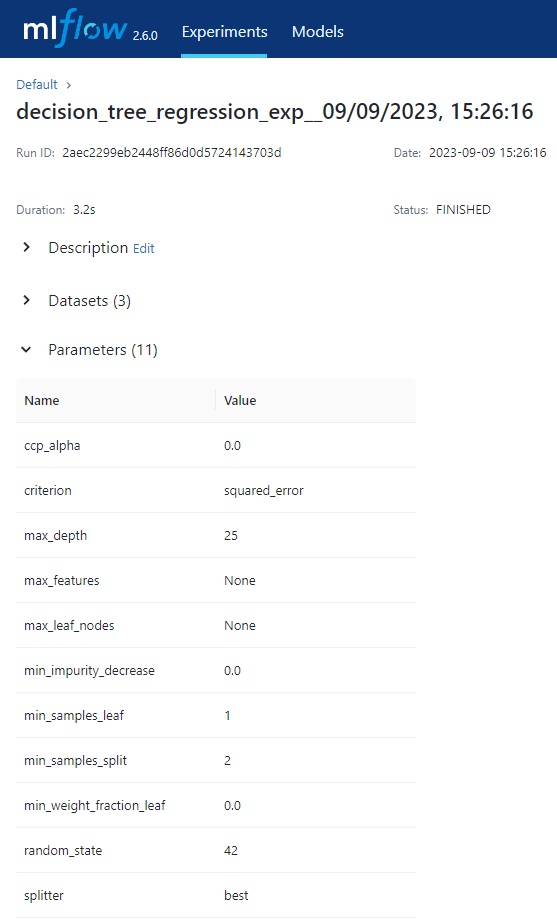 mlflow 2.6.0 Experiments Models
Default
decision_tree_regression_exp__09/09/2023, 15:26:16
Run ID: 2aec2299eb2448ff86d0d5724143703d Date: 2023-09-09 15:26:16
Duration: 3.2s Status: FINISHED
Description Edit
Datasets (3)
Parameters (11)
Name Value
ccp_alpha 0.0
criterion squared_error
max_depth 25
max_features None
max_leaf_nodes None
min_impurity_decrease 0.0
min_samples_leaf 1
min_samples_split 2
min_weight_fraction_leaf 0.0
random_state 42
splitter best